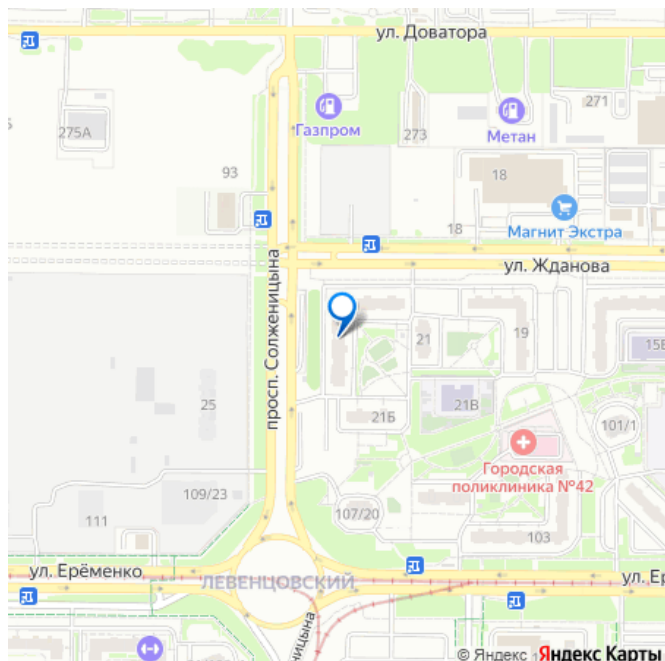 ул. Доватора
275А
Газпром
273
Метан
271
93
18
18
Магнит Экстра
ул. Жданова
просп. Солженицына
21
19
15В
25
21Б
21В
101/1
Городская
поликлиника №42
109/23
107/20
111
103
ул. Ерёменко
ЛЕВЕНЦОВСКИЙ
ул. Ер
ницына
© Яндекс Яндекс Карты